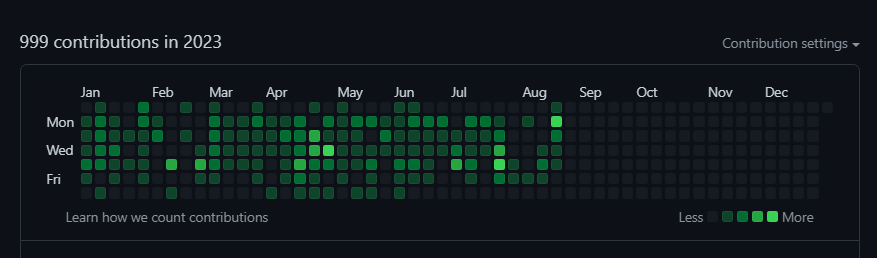 999 contributions in 2023
Contribution settings
Jan Feb Mar Apr May Jun Jul Aug Sep Oct Nov Dec
Mon
Wed
Fri
Learn how we count contributions
Less More